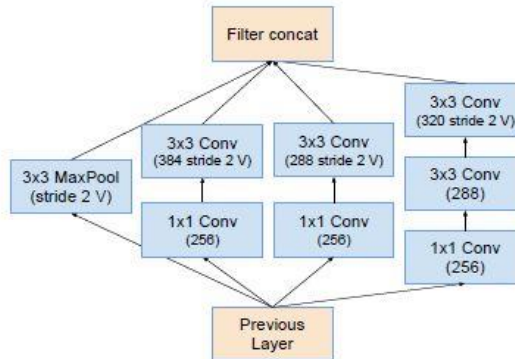 Filter concat
3x3 Conv
(320 stride 2 V)
3x3 Conv
(384 stride 2 V)
3x3 Conv
(288 stride 2 V)
3x3 MaxPool
(stride 2 V)
3x3 Conv
(288)
1x1 Conv
(256)
1x1 Conv
(256)
1x1 Conv
(256)
Previous
Layer